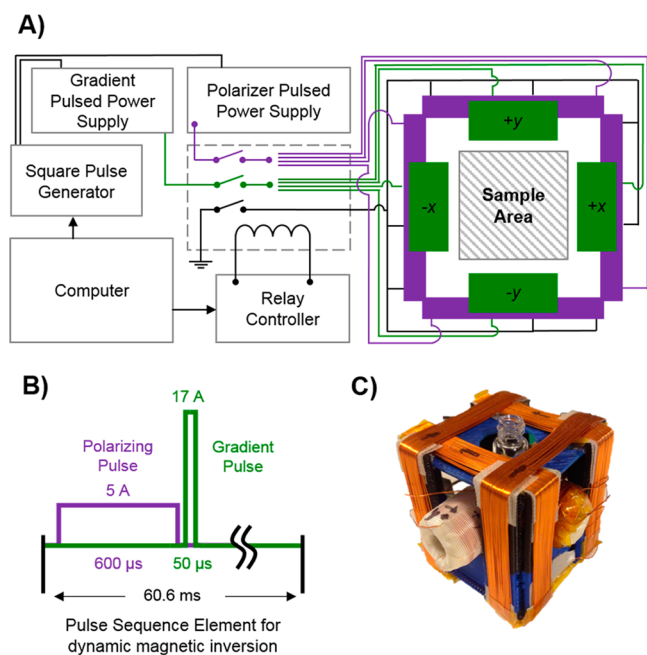 A)
Gradient
Pulsed Power
Supply
Polarizer Pulsed
Power Supply
Square Pulse
Generator
Computer
Relay
Controller
+y
-x
Sample
Area
+x
-y
B)
17 A
Polarizing
Pulse
5 A
Gradient
Pulse
600 µs
50 µs
60.6 ms
Pulse Sequence Element for
dynamic magnetic inversion
C)